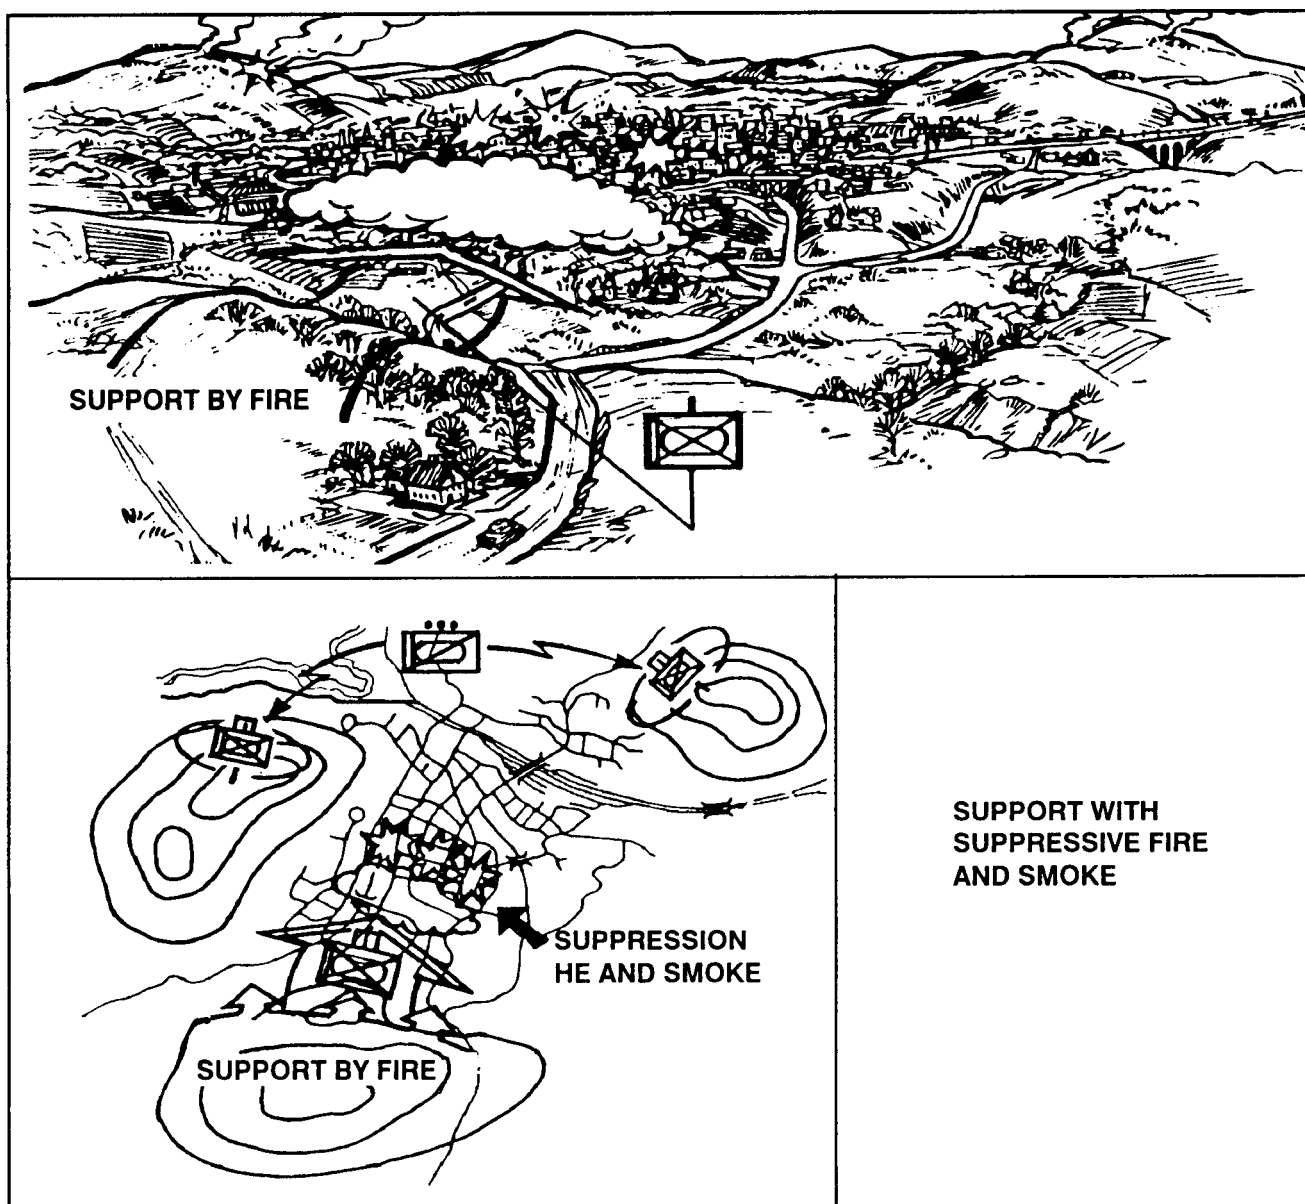 SUPPORT BY FIRE
SUPPRESSION
HE AND SMOKE
SUPPORT BY FIRE
SUPPORT WITH
SUPPRESSIVE FIRE
AND SMOKE